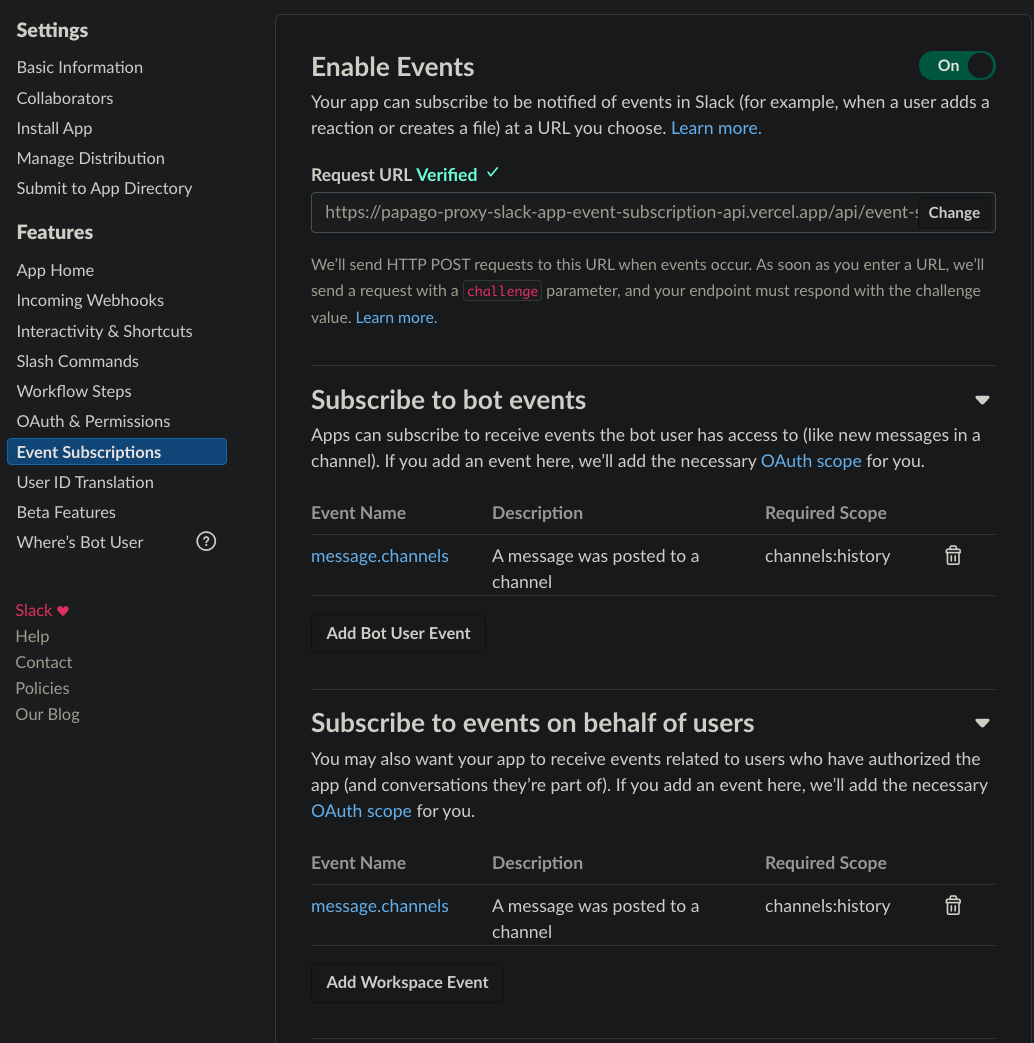 Settings
Basic Information
Collaborators
Install App
Manage Distribution
Submit to App Directory
Features
App Home
Incoming Webhooks
Interactivity & Shortcuts
Slash Commands
Workflow Steps
OAuth & Permissions
Event Subscriptions
User ID Translation
Beta Features
Where's Bot User ?
Slack ♥
Help
Contact
Policies
Our Blog
Enable Events
On
Your app can subscribe to be notified of events in Slack (for example, when a user adds a
reaction or creates a file) at a URL you choose. Learn more.
Request URL Verified ✓
https://papago-proxy-slack-app-event-subscription-api.vercel.app/api/event-s Change
We'll send HTTP POST requests to this URL when events occur. As soon as you enter a URL, we'll
send a request with a challenge parameter, and your endpoint must respond with the challenge
value. Learn more.
Subscribe to bot events
Apps can subscribe to receive events the bot user has access to (like new messages in a
channel). If you add an event here, we'll add the necessary OAuth scope for you.
Event Name Description Required Scope
message.channels A message was posted to a channels:history
channel
Add Bot User Event
Subscribe to events on behalf of users
You may also want your app to receive events related to users who have authorized the
app (and conversations they're part of). If you add an event here, we'll add the necessary
OAuth scope for you.
Event Name Description Required Scope
message.channels A message was posted to a channels:history
channel
Add Workspace Event